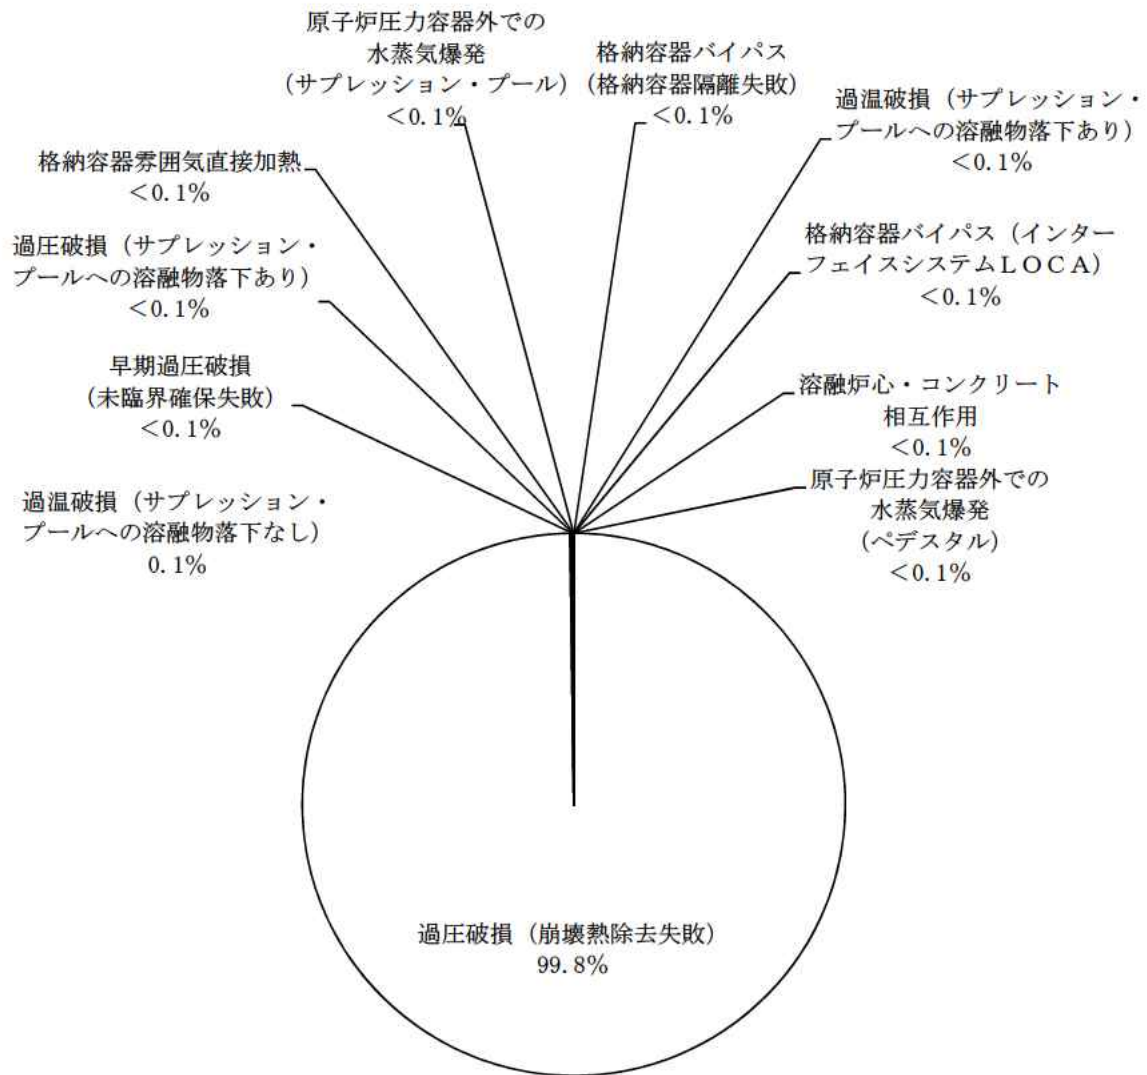 原子炉圧力容器外での
水蒸気爆発
(サプレッション・プール)
<0.1%
格納容器バイパス
(格納容器隔離失敗)
<0.1%
過温破損(サプレッション・
プールへの溶融物落下あり)
<0.1%
格納容器雰囲気直接加熱
<0.1%
過圧破損(サプレッション・
プールへの溶融物落下あり)
<0.1%
格納容器バイパス(インター
フェイスシステムLOCA)
<0.1%
早期過圧破損
(未臨界確保失敗)
<0.1%
溶融炉心・コンクリート
相互作用
<0.1%
過温破損(サプレッション・
プールへの溶融物落下なし)
0.1%
原子炉圧力容器外での
水蒸気爆発
(ペデスタル)
<0.1%
過圧破損(崩壊熱除去失敗)
99.8%